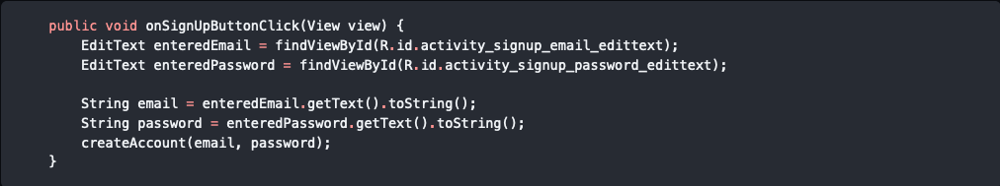 public void onSignUpButtonClick(View view) {
    EditText enteredEmail = findViewById(R.id.activity_signup_email_edittext);
    EditText enteredPassword = findViewById(R.id.activity_signup_password_edittext);

    String email = enteredEmail.getText().toString();
    String password = enteredPassword.getText().toString();
    createAccount(email, password);
}